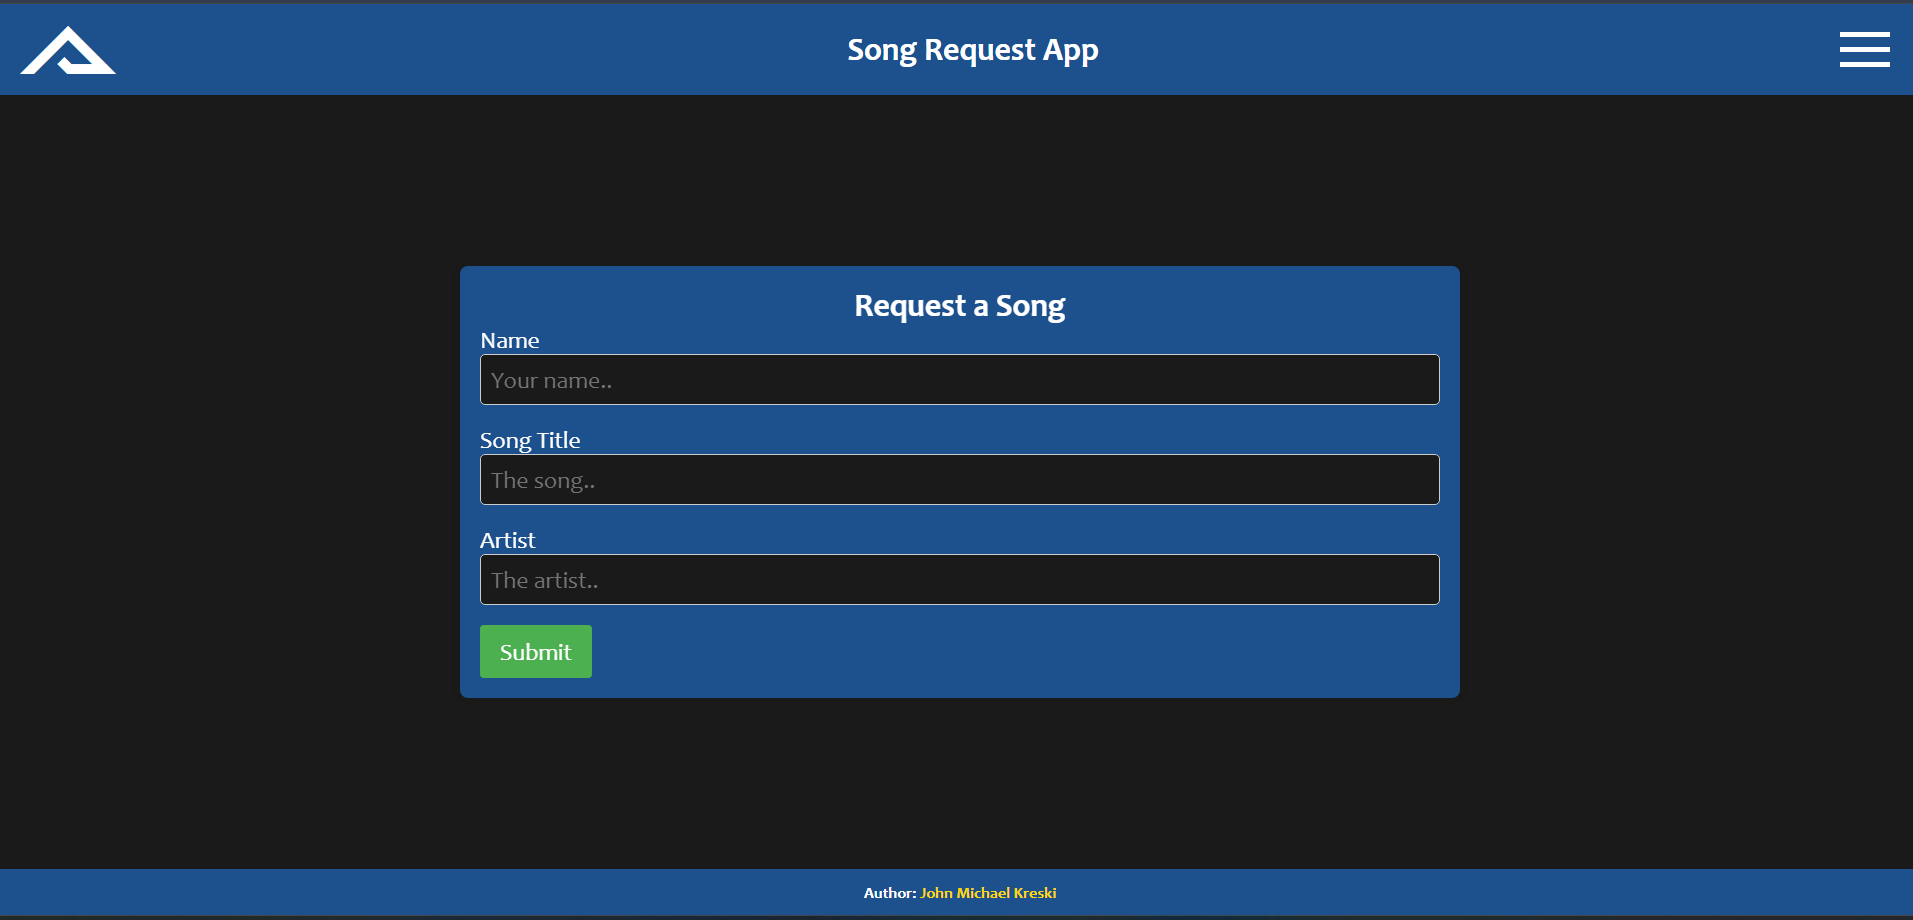 Song Request App
Request a Song
Name
Your name..
Song Title
The song..
Artist
The artist..
Submit
Author: John Michael Kreski